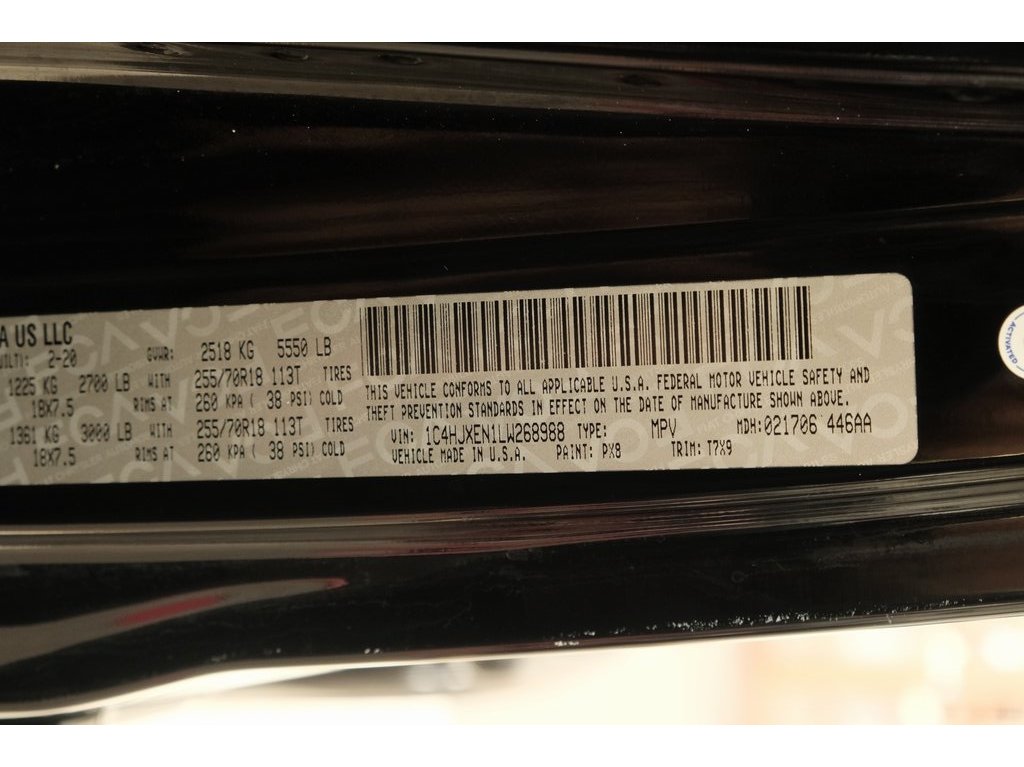 A US LLC
UILT): 2-20 GVWR: 2518 KG 5550 LB
1225 KG 2700 LB WITH 255/70R18 113T TIRES
18X7.5 RIMS AT 260 KPA ( 38 PSI) COLD
1361 KG 3000 LB WITH 255/70R18 113T TIRES
18X7.5 RIMS AT 260 KPA ( 38 PSI) COLD
THIS VEHICLE CONFORMS TO ALL APPLICABLE U.S.A. FEDERAL MOTOR VEHICLE SAFETY AND
THEFT PREVENTION STANDARDS IN EFFECT ON THE DATE OF MANUFACTURE SHOWN ABOVE.
VIN: 1C4HJXEN1LW268988 TYPE: MPV MDH:021706 446AA
VEHICLE MADE IN U.S.A. PAINT: PX8 TRIM: T7X9